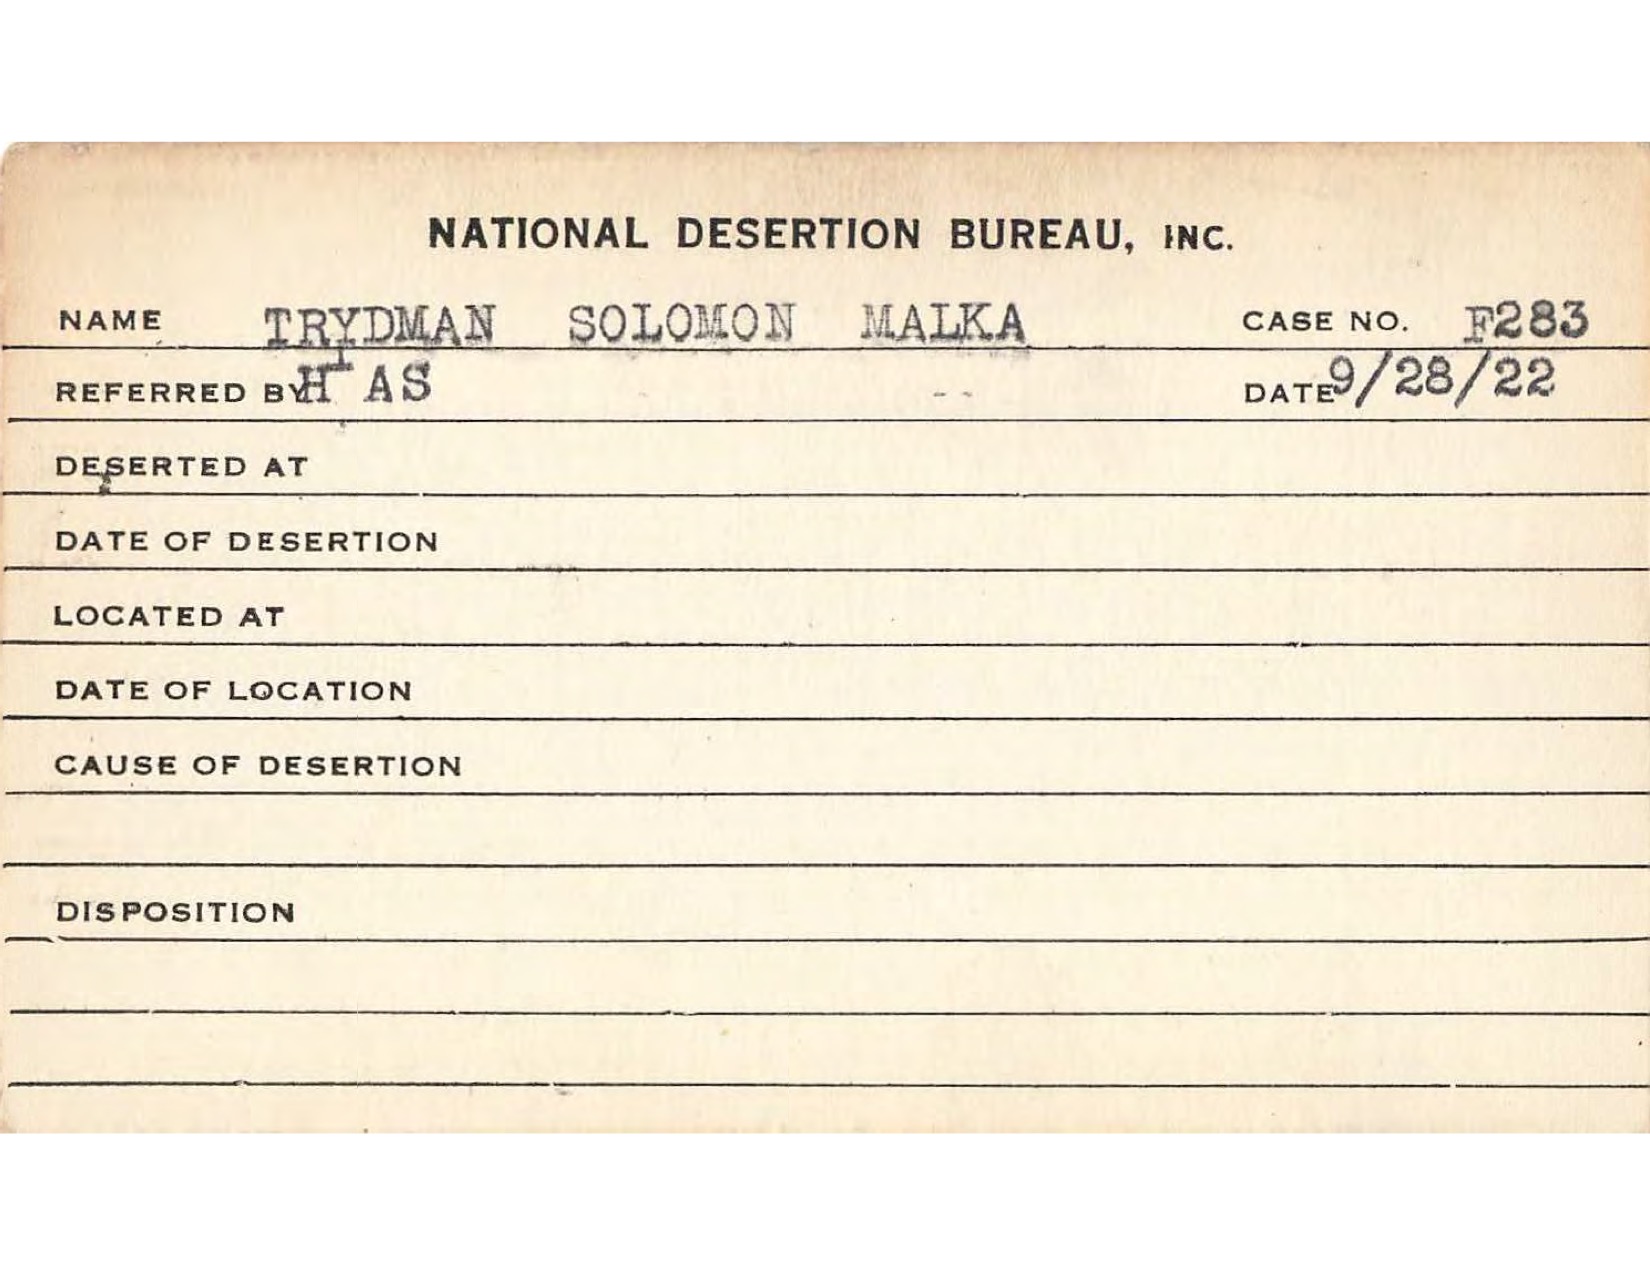 NATIONAL DESERTION BUREAU, INC.
NAME TRYDMAN SOLOMON MALKA CASE NO. F283
REFERRED BY HIAS -- DATE 9/28/22
DESERTED AT
DATE OF DESERTION
LOCATED AT
DATE OF LOCATION
CAUSE OF DESERTION
DISPOSITION